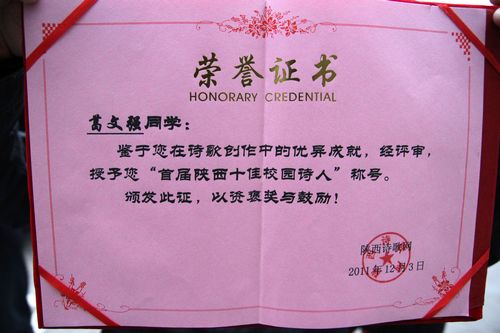 荣誉证书
HONORARY CREDENTIAL
葛文强同学：
鉴于您在诗歌创作中的优异成就，经评审，
授予您“首届陕西十佳校园诗人”称号。
颁发此证，以资褒奖与鼓励！
陕西诗歌网
2011年12月3日